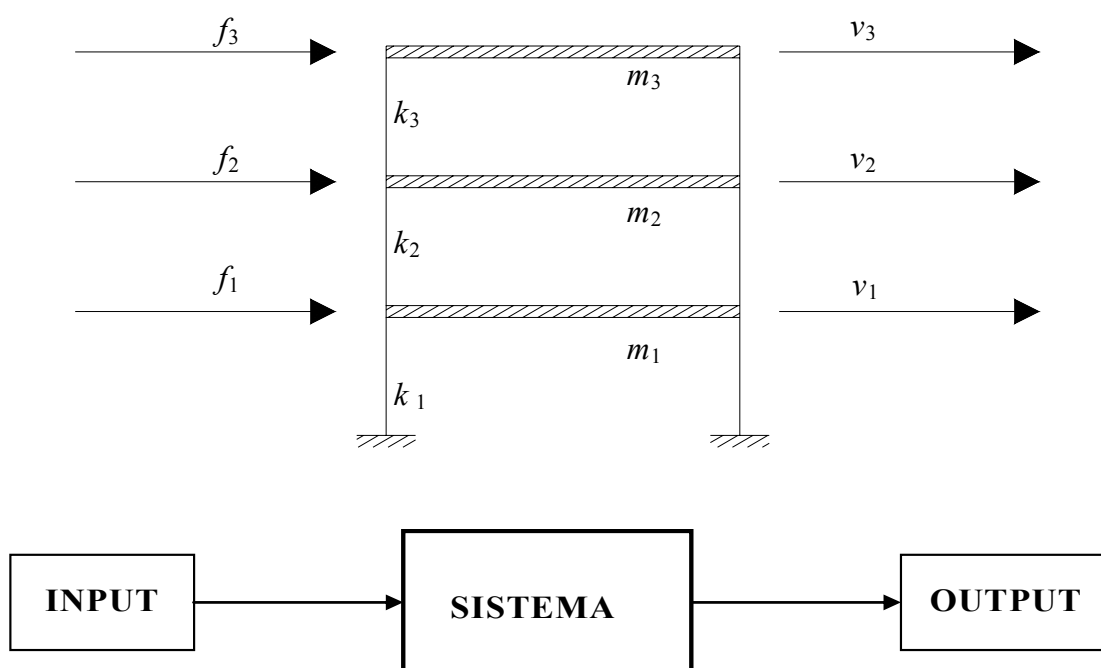 f3 v3
m3
k3
f2 v2
m2
k2
f1 v1
m1
k 1
INPUT SISTEMA OUTPUT